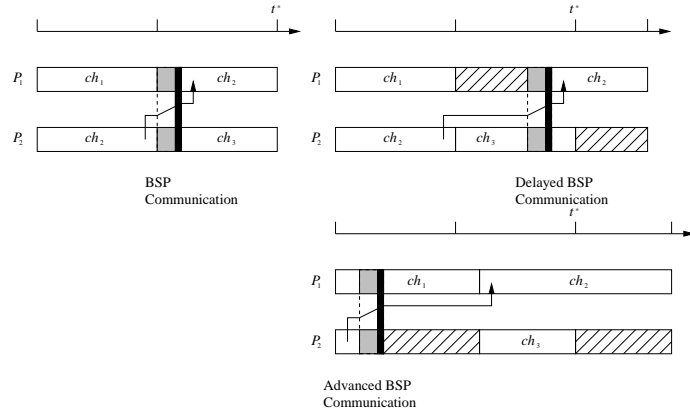 t*
P₁ ch₁ ch₂
P₂ ch₂ ch₃
BSP
Communication
t*
P₁ ch₁ ch₂
P₂ ch₂ ch₃
Delayed BSP
Communication
t*
P₁ ch₁ ch₂
P₂ ch₃
Advanced BSP
Communication